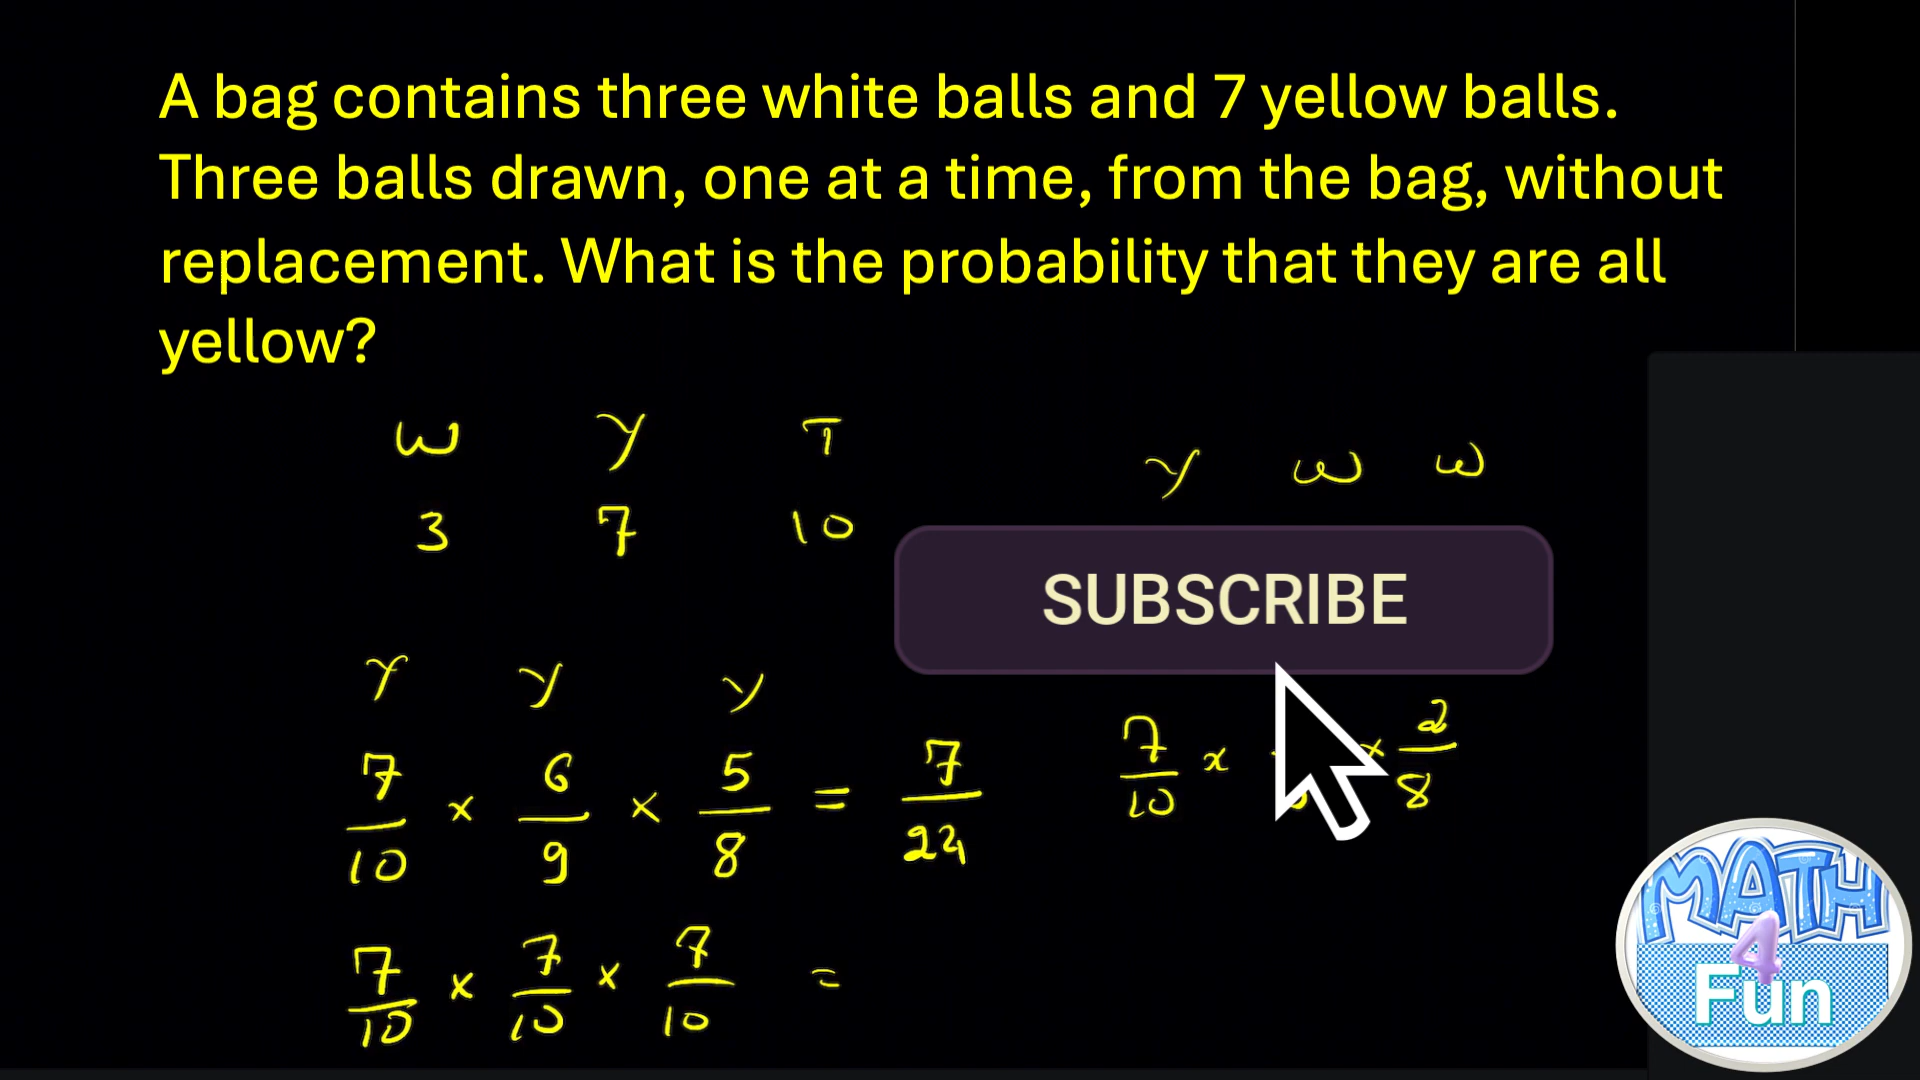 A bag contains three white balls and 7 yellow balls.
Three balls drawn, one at a time, from the bag, without
replacement. What is the probability that they are all
yellow?
W Y T
Y W W
3 7 10
SUBSCRIBE
Y Y Y
7/10 × 6/9 × 5/8 = 7/24
7/10 × × 2/8
7/10 × 7/10 × 7/10 =
MATH
4
Fun